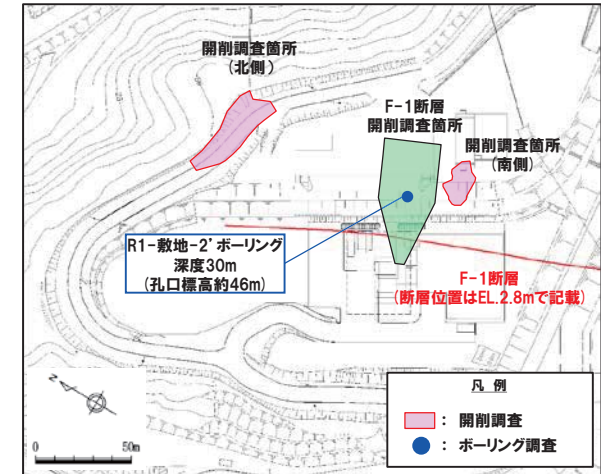 開削調査箇所
(北側)
F-1断層
開削調査箇所
開削調査箇所
(南側)
R1-敷地-2'ボーリング
深度30m
(孔口標高約46m)
F-1断層
(断層位置はEL.2.8mで記載)
N
0 50m
凡 例
： 開削調査
： ボーリング調査